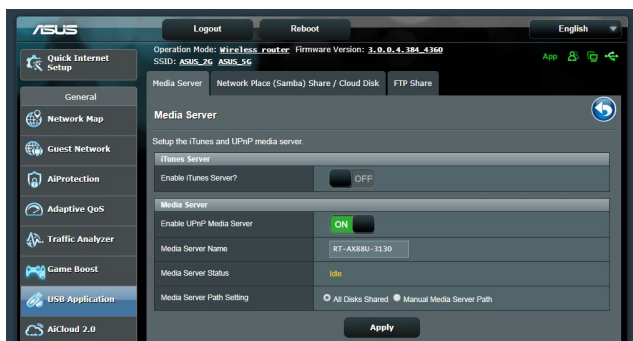 ASUS
Logout
Reboot
English
Quick Internet
Setup
Operation Mode: Wireless router Firmware Version: 3.0.0.4.384_4360
SSID: ASUS_2G ASUS_5G
App
General
Network Map
Guest Network
AiProtection
Adaptive QoS
Traffic Analyzer
Game Boost
USB Application
AiCloud 2.0
Media Server
Network Place (Samba) Share / Cloud Disk
FTP Share
Media Server
Setup the iTunes and UPnP media server.
iTunes Server
Enable iTunes Server?
OFF
Media Server
Enable UPnP Media Server
ON
Media Server Name
RT-AX88U-3130
Media Server Status
Idle
Media Server Path Setting
All Disks Shared Manual Media Server Path
Apply